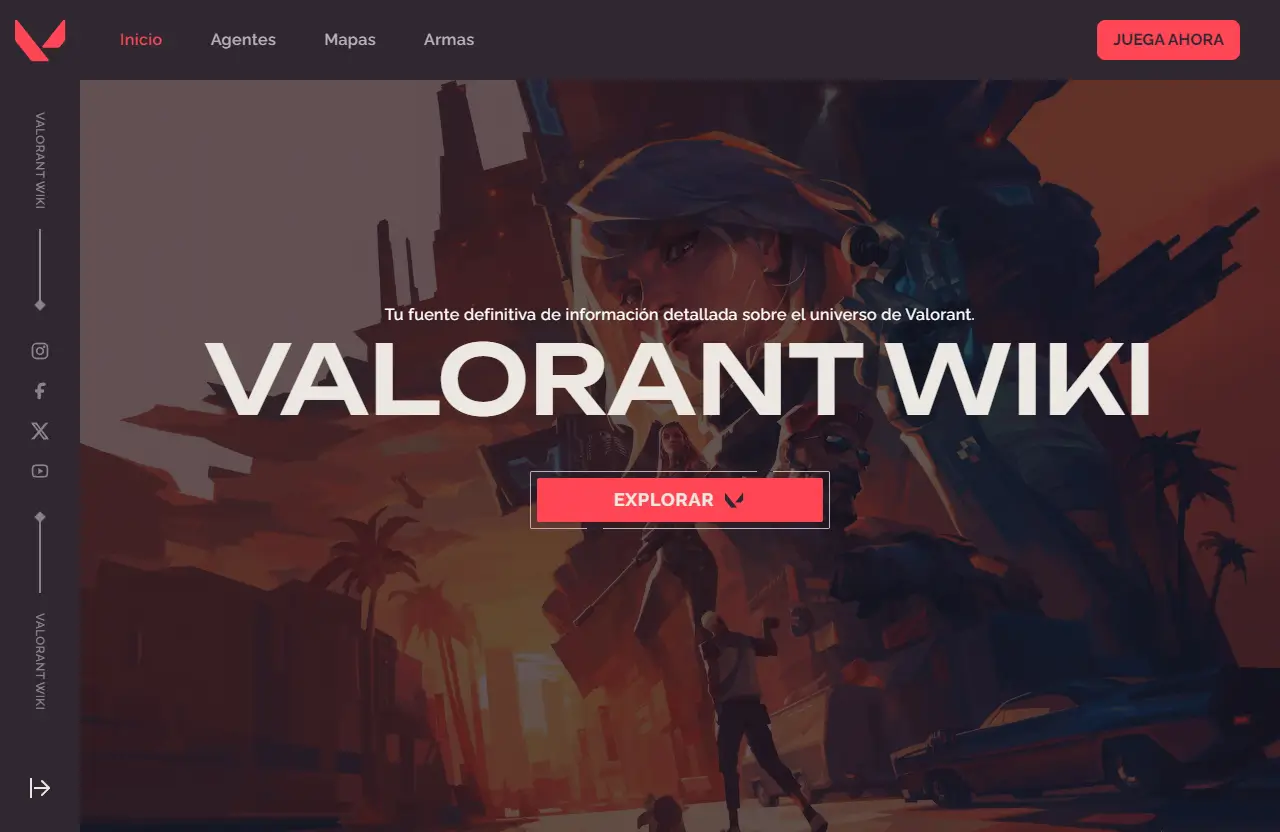 Inicio
Agentes
Mapas
Armas
JUEGA AHORA
VALORANT WIKI
Tu fuente definitiva de información detallada sobre el universo de Valorant.
VALORANT WIKI
EXPLORAR
VALORANT WIKI